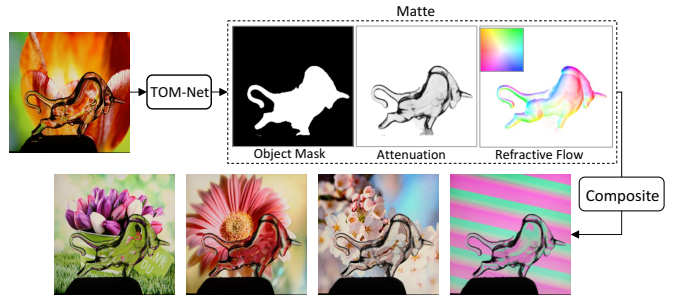 Matte
TOM-Net
Object Mask
Attenuation
Refractive Flow
Composite